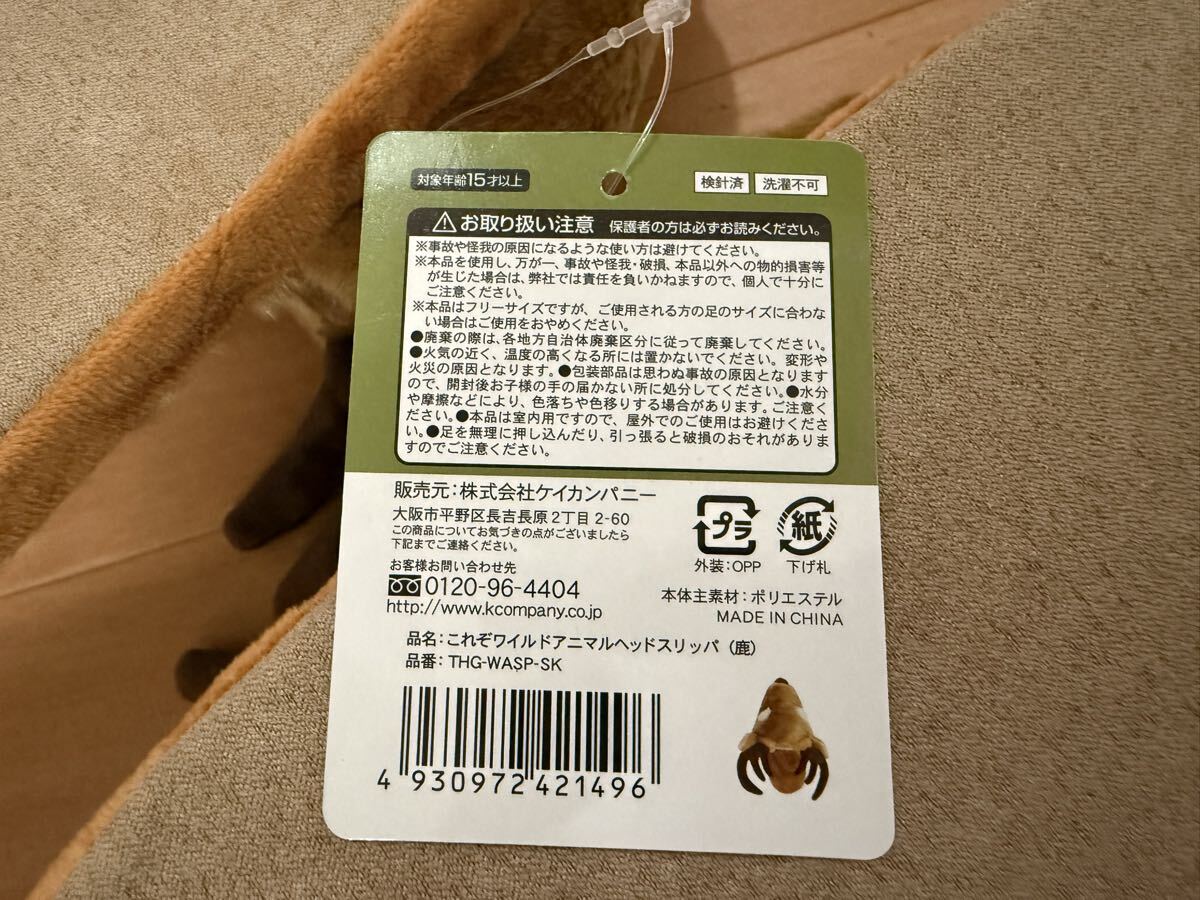 対象年齢15才以上
検針済 洗濯不可
⚠お取り扱い注意 保護者の方は必ずお読みください。
※事故や怪我の原因になるような使い方は避けてください。
※本品を使用し、万が一、事故や怪我・破損、本品以外への物的損害等
が生じた場合は、弊社では責任を負いかねますので、個人で十分に
ご注意ください。
※本品はフリーサイズですが、ご使用される方の足のサイズに合わな
い場合はご使用をおやめください。
●廃棄の際は、各地方自治体廃棄区分に従って廃棄してください。
●火気の近く、温度の高くなる所には置かないでください。変形や
火災の原因となります。●包装部品は思わぬ事故の原因となります
ので、開封後お子様の手の届かない所に処分してください。●水分
や摩擦などにより、色落ちや色移りする場合があります。ご注意く
ださい。●本品は室内用ですので、屋外でのご使用はお避けくださ
い。●足を無理に押し込んだり、引っ張ると破損のおそれがありま
すのでご注意ください。
販売元:株式会社ケイカンパニー
大阪市平野区長吉長原2丁目2-60
この商品についてお気づきの点がございましたら
下記までご連絡ください。
お客様お問い合わせ先
0120-96-4404
http://www.kcompany.co.jp
プラ 紙
外装:OPP 下げ札
本体主素材:ポリエステル
MADE IN CHINA
品名:これぞワイルドアニマルヘッドスリッパ(鹿)
品番:THG-WASP-SK
4 930972 421496